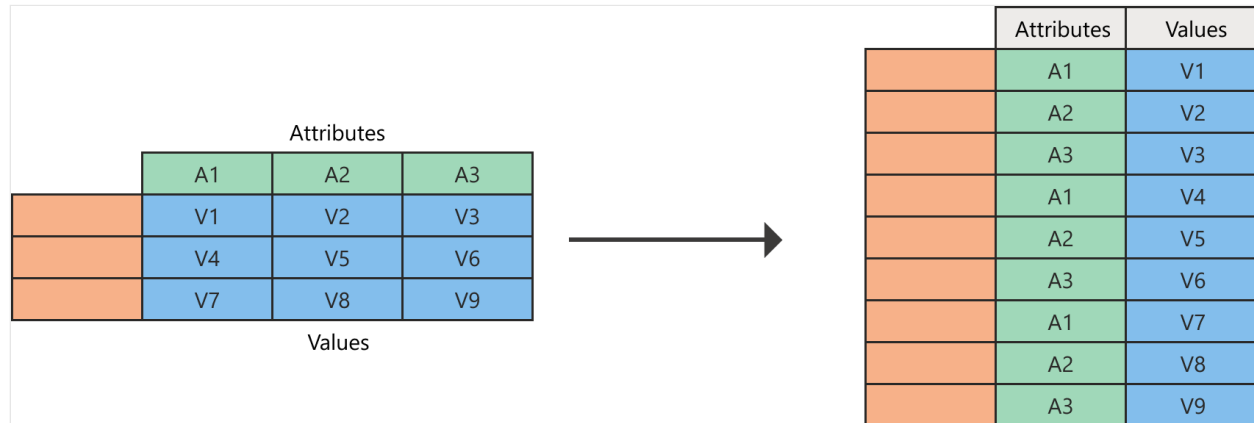 Attributes
A1 A2 A3
V1 V2 V3
V4 V5 V6
V7 V8 V9
Values
Attributes Values
A1 V1
A2 V2
A3 V3
A1 V4
A2 V5
A3 V6
A1 V7
A2 V8
A3 V9